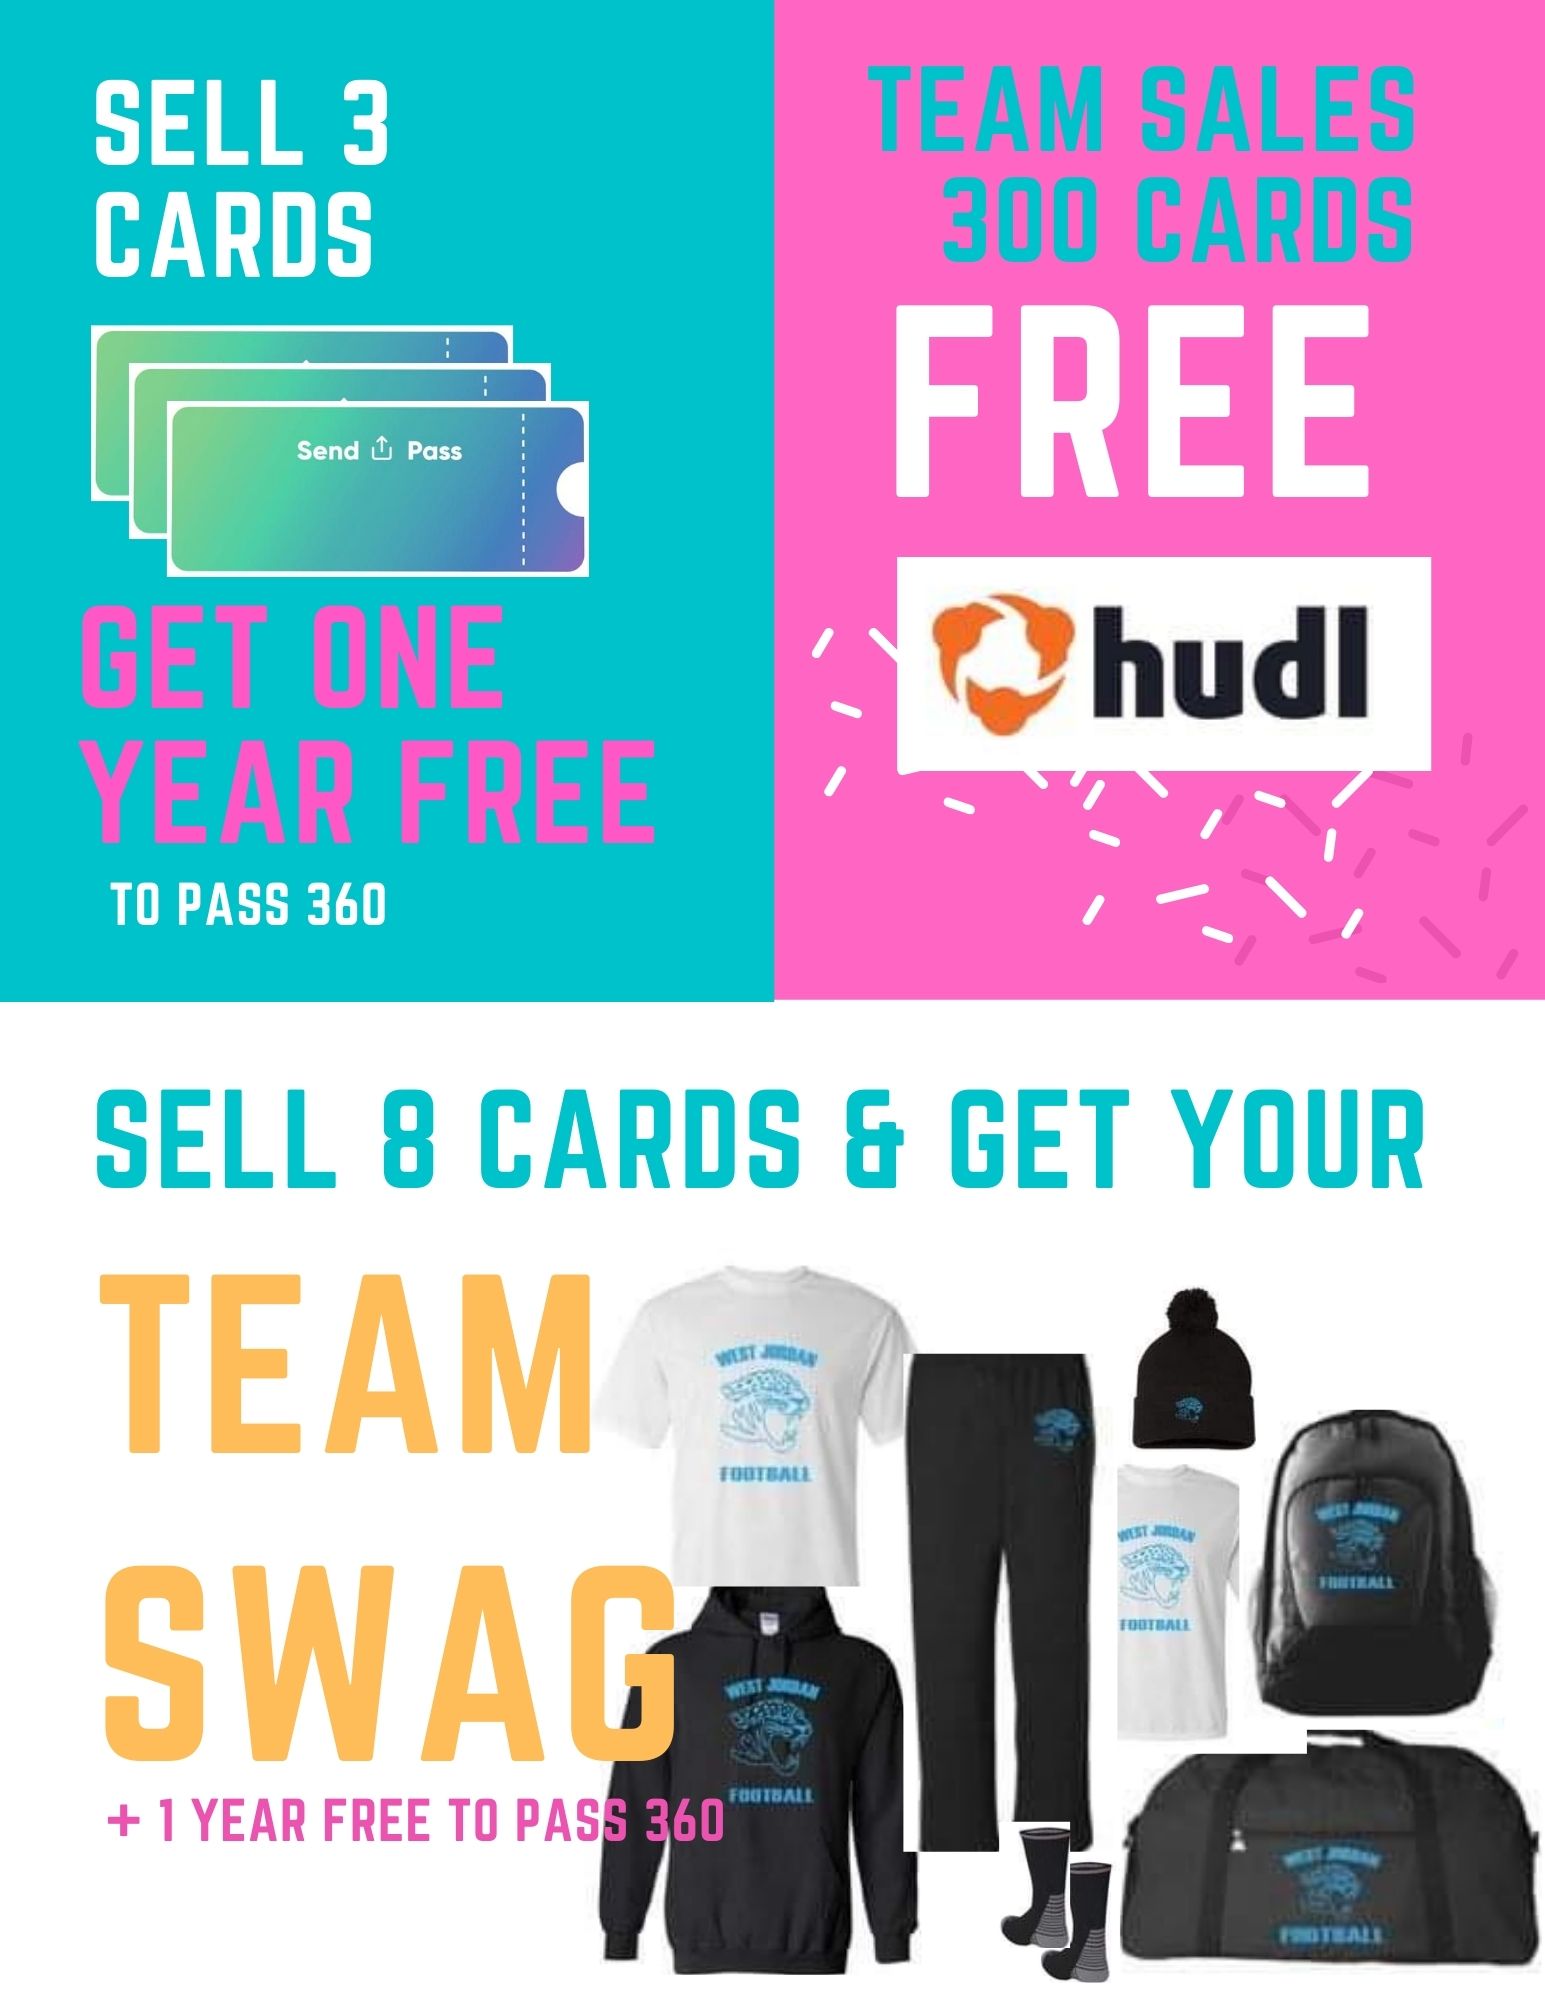 SELL 3
CARDS
Send Pass
GET ONE
YEAR FREE
TO PASS 360
TEAM SALES
300 CARDS
FREE
hudl
SELL 8 CARDS & GET YOUR
TEAM
SWAG
+ 1 YEAR FREE TO PASS 360
WEST JORDAN
FOOTBALL
WEST JORDAN
FOOTBALL
WEST JORDAN
FOOTBALL
WEST JORDAN
FOOTBALL
WEST JORDAN
FOOTBALL